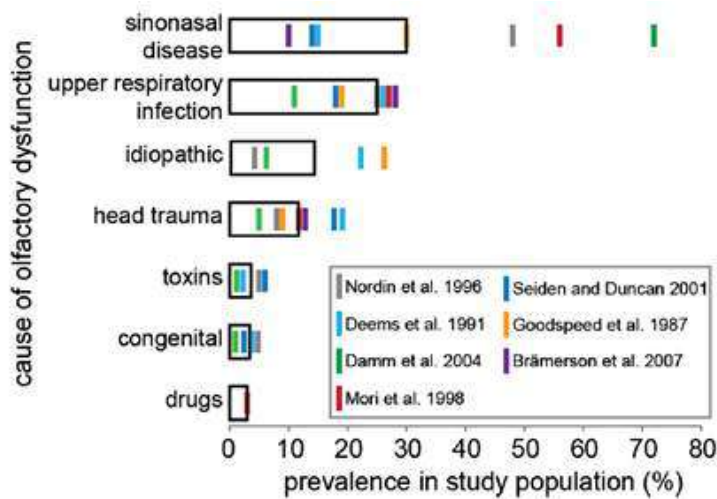 cause of olfactory dysfunction
sinonasal
disease
upper respiratory
infection
idiopathic
head trauma
toxins
congenital
drugs
Nordin et al. 1996
Seiden and Duncan 2001
Deems et al. 1991
Goodspeed et al. 1987
Damm et al. 2004
Brämerson et al. 2007
Mori et al. 1998
0 10 20 30 40 50 60 70 80
prevalence in study population (%)